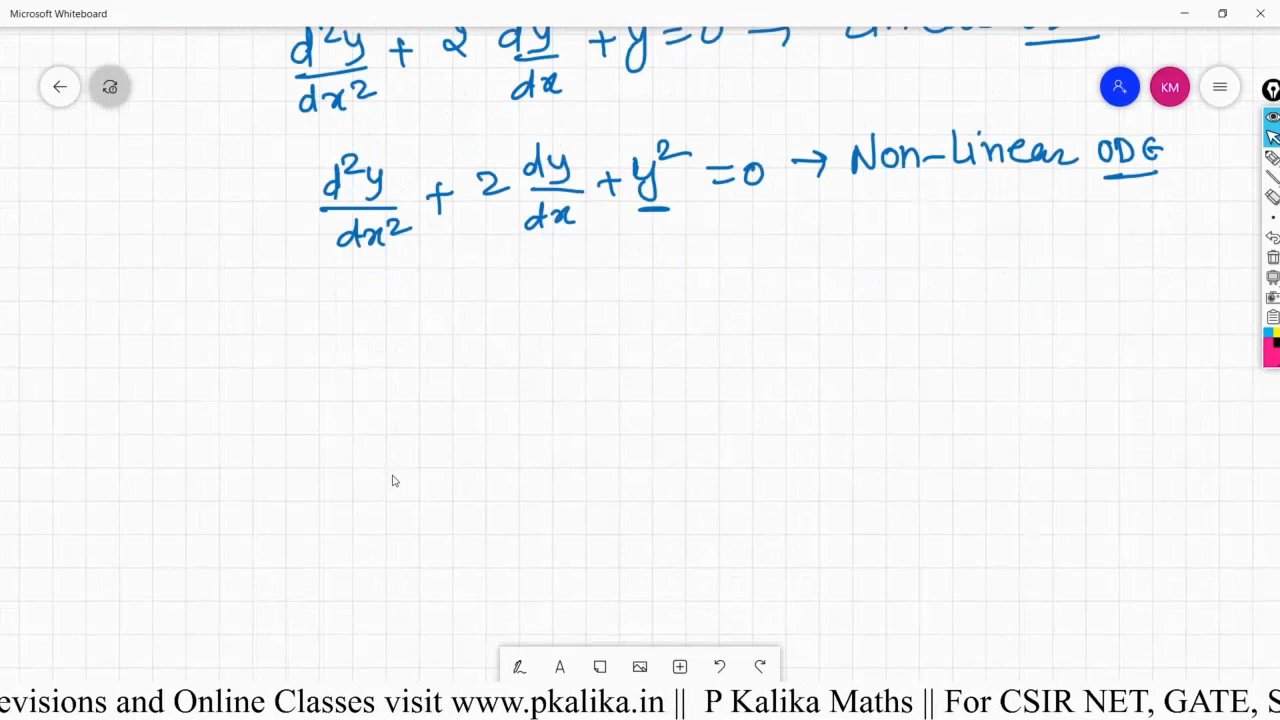 Microsoft Whiteboard
d²y/dx² + 2 dy/dx + y = 0 →
KM
d²y/dx² + 2 dy/dx + y² = 0 → Non-Linear ODE
evisions and Online Classes visit www.pkalika.in || P Kalika Maths || For CSIR NET, GATE, S